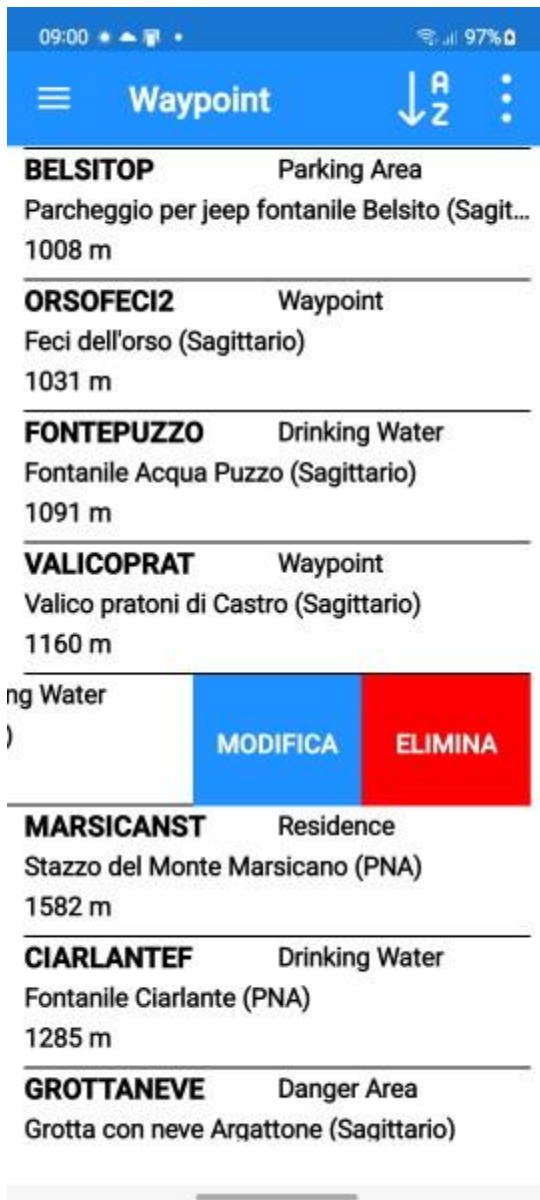 09:00 97%
Waypoint A Z
BELSITOP Parking Area
Parcheggio per jeep fontanile Belsito (Sagit...
1008 m
ORSOFECI2 Waypoint
Feci dell'orso (Sagittario)
1031 m
FONTEPUZZO Drinking Water
Fontanile Acqua Puzzo (Sagittario)
1091 m
VALICOPRAT Waypoint
Valico pratoni di Castro (Sagittario)
1160 m
ng Water
)
MODIFICA ELIMINA
MARSICANST Residence
Stazzo del Monte Marsicano (PNA)
1582 m
CIARLANTEF Drinking Water
Fontanile Ciarlante (PNA)
1285 m
GROTTANEVE Danger Area
Grotta con neve Argattone (Sagittario)